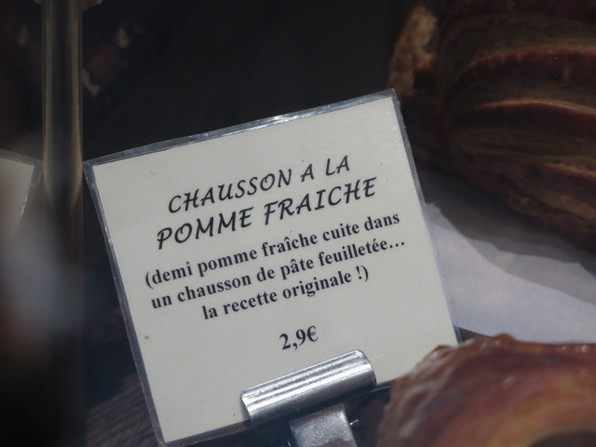 CHAUSSON A LA
POMME FRAICHE
(demi pomme fraîche cuite dans
un chausson de pâte feuilletée...
la recette originale !)
2,9€